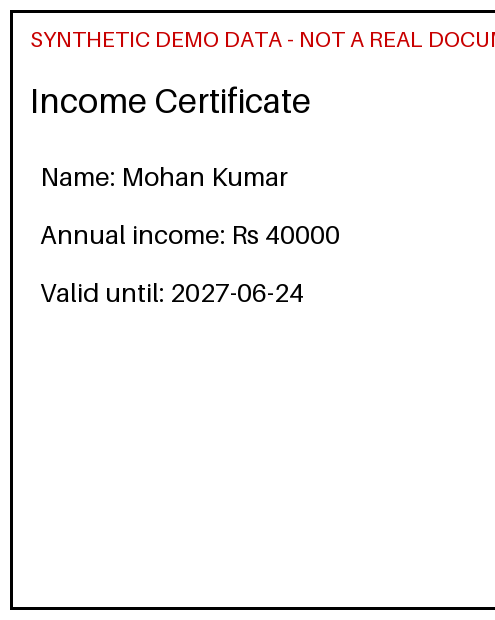 SYNTHETIC DEMO DATA - NOT A REAL
Income Certificate
Name: Mohan Kumar
Annual income: Rs 40000
Valid until: 2027-06-24